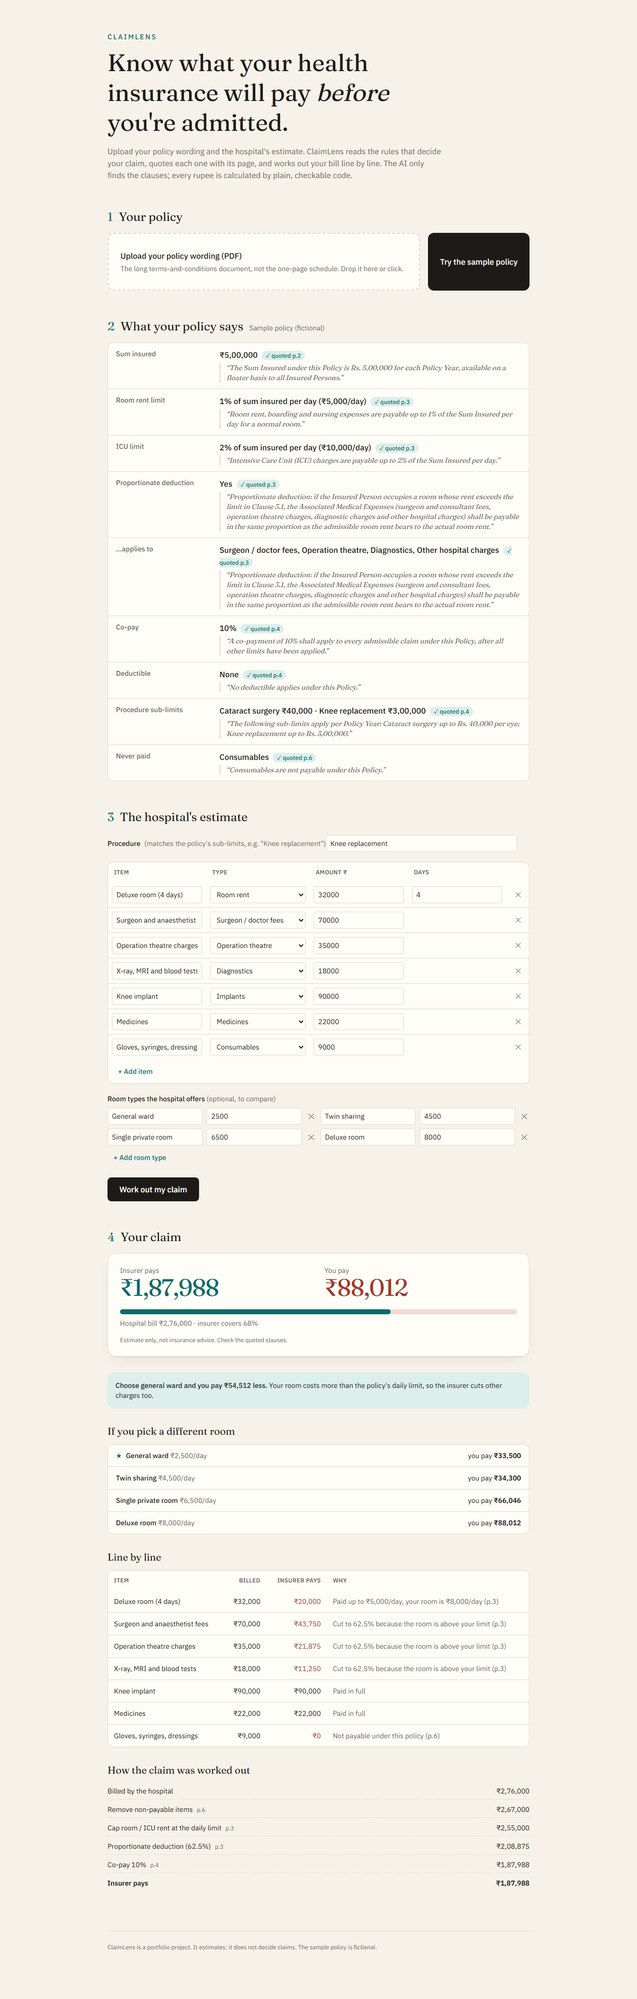 CLAIMLENS
Know what your health
insurance will pay before
you're admitted.
Upload your policy wording and the hospital's estimate. ClaimLens reads the rules that decide
your claim, quotes each one with its page, and works out your bill line by line. The AI only
finds the clauses; every rupee is calculated by plain, checkable code.
1 Your policy
Upload your policy wording (PDF)
The long terms-and-conditions document, not the one-page schedule. Drop it here or click.
Try the sample policy
2 What your policy says Sample policy (fictional)
Sum insured
₹5,00,000 ✓ quoted p.2
"The Sum Insured under this Policy is Rs. 5,00,000 for each Policy Year, available on a
floater basis to all Insured Persons."
Room rent limit
1% of sum insured per day (₹5,000/day) ✓ quoted p.3
"Room rent, boarding and nursing expenses are payable up to 1% of the Sum Insured per
day for a normal room."
ICU limit
2% of sum insured per day (₹10,000/day) ✓ quoted p.3
"Intensive Care Unit (ICU) charges are payable up to 2% of the Sum Insured per day."
Proportionate deduction
Yes ✓ quoted p.3
"Proportionate deduction: if the Insured Person occupies a room whose rent exceeds the
limit in Clause 3.1, the Associated Medical Expenses (surgeon and consultant fees,
operation theatre charges, diagnostic charges and other hospital charges) shall be payable
in the same proportion as the admissible room rent bears to the actual room rent."
...applies to
Surgeon / doctor fees, Operation theatre, Diagnostics, Other hospital charges ✓
quoted p.3
"Proportionate deduction: if the Insured Person occupies a room whose rent exceeds the
limit in Clause 3.1, the Associated Medical Expenses (surgeon and consultant fees,
operation theatre charges, diagnostic charges and other hospital charges) shall be payable
in the same proportion as the admissible room rent bears to the actual room rent."
Co-pay
10% ✓ quoted p.4
"A co-payment of 10% shall apply to every admissible claim under this Policy, after all
other limits have been applied."
Deductible
None ✓ quoted p.4
"No deductible applies under this Policy."
Procedure sub-limits
Cataract surgery ₹40,000 · Knee replacement ₹3,00,000 ✓ quoted p.4
"The following sub-limits apply per Policy Year: Cataract surgery up to Rs. 40,000 per eye;
Knee replacement up to Rs. 3,00,000."
Never paid
Consumables ✓ quoted p.6
"Consumables are not payable under this Policy."
3 The hospital's estimate
Procedure (matches the policy's sub-limits, e.g. "Knee replacement") Knee replacement
ITEM TYPE AMOUNT ₹ DAYS
Deluxe room (4 days) Room rent 32000 4 ×
Surgeon and anaesthetist Surgeon / doctor fees 70000 ×
Operation theatre charges Operation theatre 35000 ×
X-ray, MRI and blood tests Diagnostics 18000 ×
Knee implant Implants 90000 ×
Medicines Medicines 22000 ×
Gloves, syringes, dressing Consumables 9000 ×
+ Add item
Room types the hospital offers (optional, to compare)
General ward 2500 × Twin sharing 4500 ×
Single private room 6500 × Deluxe room 8000 ×
+ Add room type
Work out my claim
4 Your claim
Insurer pays You pay
₹1,87,988 ₹88,012
Hospital bill ₹2,76,000 · insurer covers 68%
Estimate only, not insurance advice. Check the quoted clauses.
Choose general ward and you pay ₹54,512 less. Your room costs more than the policy's daily limit, so the insurer cuts other
charges too.
If you pick a different room
★ General ward ₹2,500/day you pay ₹33,500
Twin sharing ₹4,500/day you pay ₹34,300
Single private room ₹6,500/day you pay ₹66,046
Deluxe room ₹8,000/day you pay ₹88,012
Line by line
ITEM BILLED INSURER PAYS WHY
Deluxe room (4 days) ₹32,000 ₹20,000 Paid up to ₹5,000/day, your room is ₹8,000/day (p.3)
Surgeon and anaesthetist fees ₹70,000 ₹43,750 Cut to 62.5% because the room is above your limit (p.3)
Operation theatre charges ₹35,000 ₹21,875 Cut to 62.5% because the room is above your limit (p.3)
X-ray, MRI and blood tests ₹18,000 ₹11,250 Cut to 62.5% because the room is above your limit (p.3)
Knee implant ₹90,000 ₹90,000 Paid in full
Medicines ₹22,000 ₹22,000 Paid in full
Gloves, syringes, dressings ₹9,000 ₹0 Not payable under this policy (p.6)
How the claim was worked out
Billed by the hospital ₹2,76,000
Remove non-payable items p.6 ₹2,67,000
Cap room / ICU rent at the daily limit p.3 ₹2,55,000
Proportionate deduction (62.5%) p.3 ₹2,08,875
Co-pay 10% p.4 ₹1,87,988
Insurer pays ₹1,87,988
ClaimLens is a portfolio project. It estimates; it does not decide claims. The sample policy is fictional.